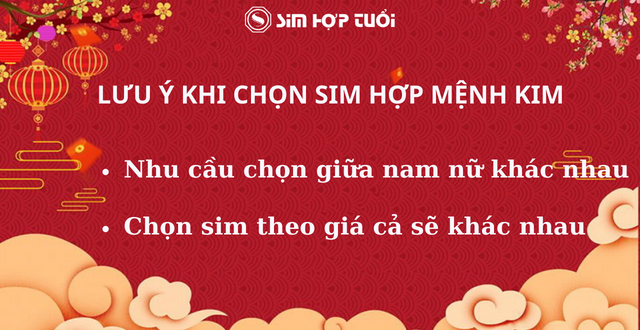 SIM HỢP TUỔI
LƯU Ý KHI CHỌN SIM HỢP MỆNH KIM
• Nhu cầu chọn giữa nam nữ khác nhau
• Chọn sim theo giá cả sẽ khác nhau